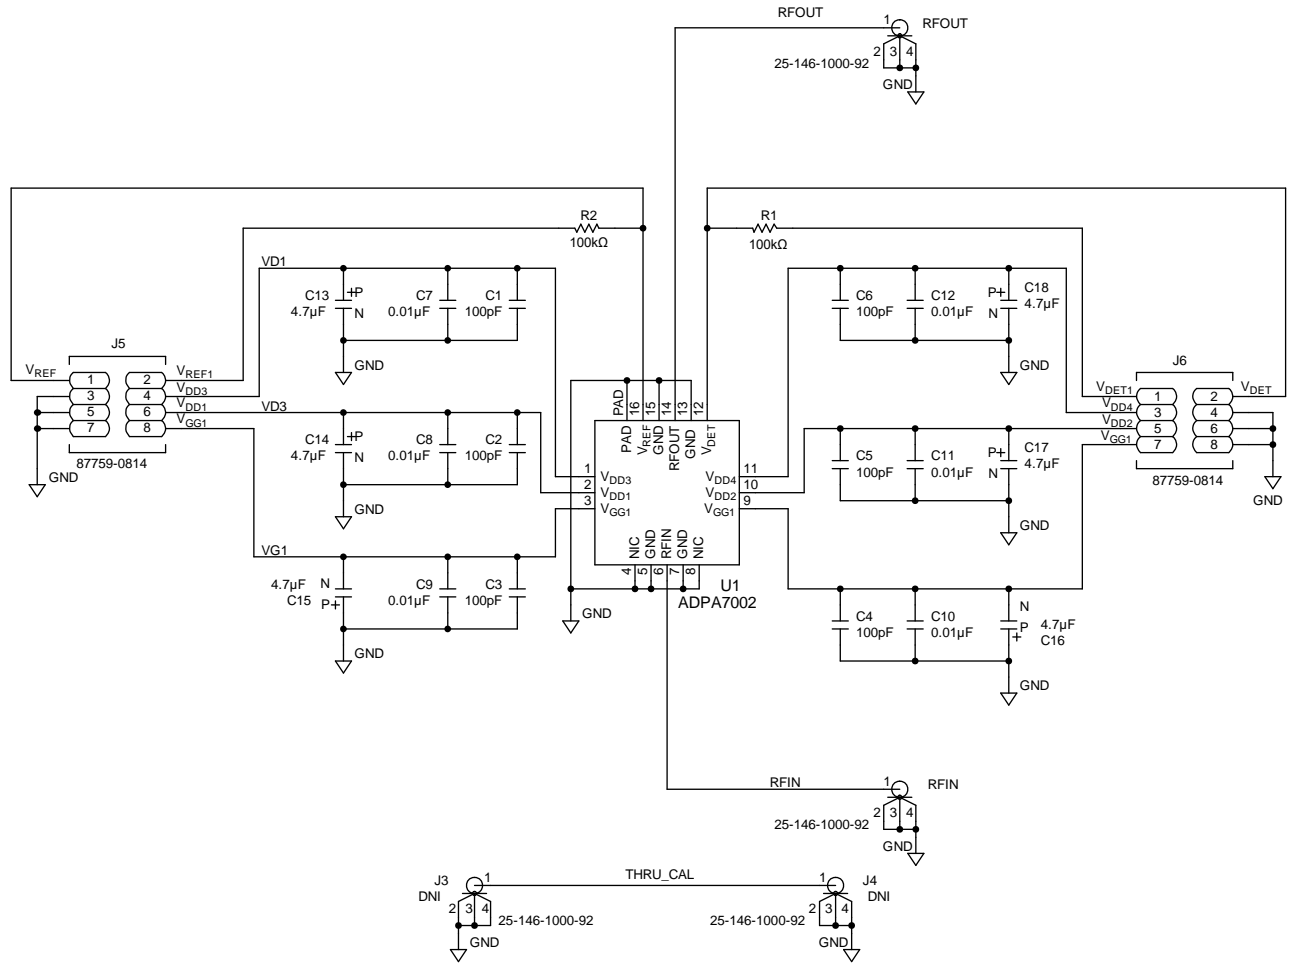 RFOUT
1
RFOUT
2 3 4
25-146-1000-92
GND
R2
100kΩ
R1
100kΩ
VD1
C13
4.7µF
+P
N
C7
0.01µF
C1
100pF
GND
C6
100pF
C12
0.01µF
P+
N
C18
4.7µF
GND
J5
VREF
1
2
VREF1
3
4
VDD3
5
6
VDD1
7
8
VGG1
87759-0814
GND
VD3
C14
4.7µF
+P
N
C8
0.01µF
C2
100pF
GND
VG1
4.7µF
C15
N
P+
C9
0.01µF
C3
100pF
GND
PAD
16
15
14
13
12
PAD
VREF
GND
RFOUT
GND
VDET
1
VDD3
2
VDD1
3
VGG1
VDD4
11
VDD2
10
VGG1
9
NIC
GND
RFIN
GND
NIC
4
5
6
7
8
U1
ADPA7002
GND
C5
100pF
C11
0.01µF
P+
N
C17
4.7µF
GND
C4
100pF
C10
0.01µF
N
P
+
4.7µF
C16
GND
J6
VDET1
1
2
VDET
VDD4
3
4
VDD2
5
6
VGG1
7
8
87759-0814
GND
RFIN
1
RFIN
2 3 4
25-146-1000-92
GND
THRU_CAL
J3
DNI
1
2 3 4
25-146-1000-92
GND
1
J4
DNI
2 3 4
25-146-1000-92
GND